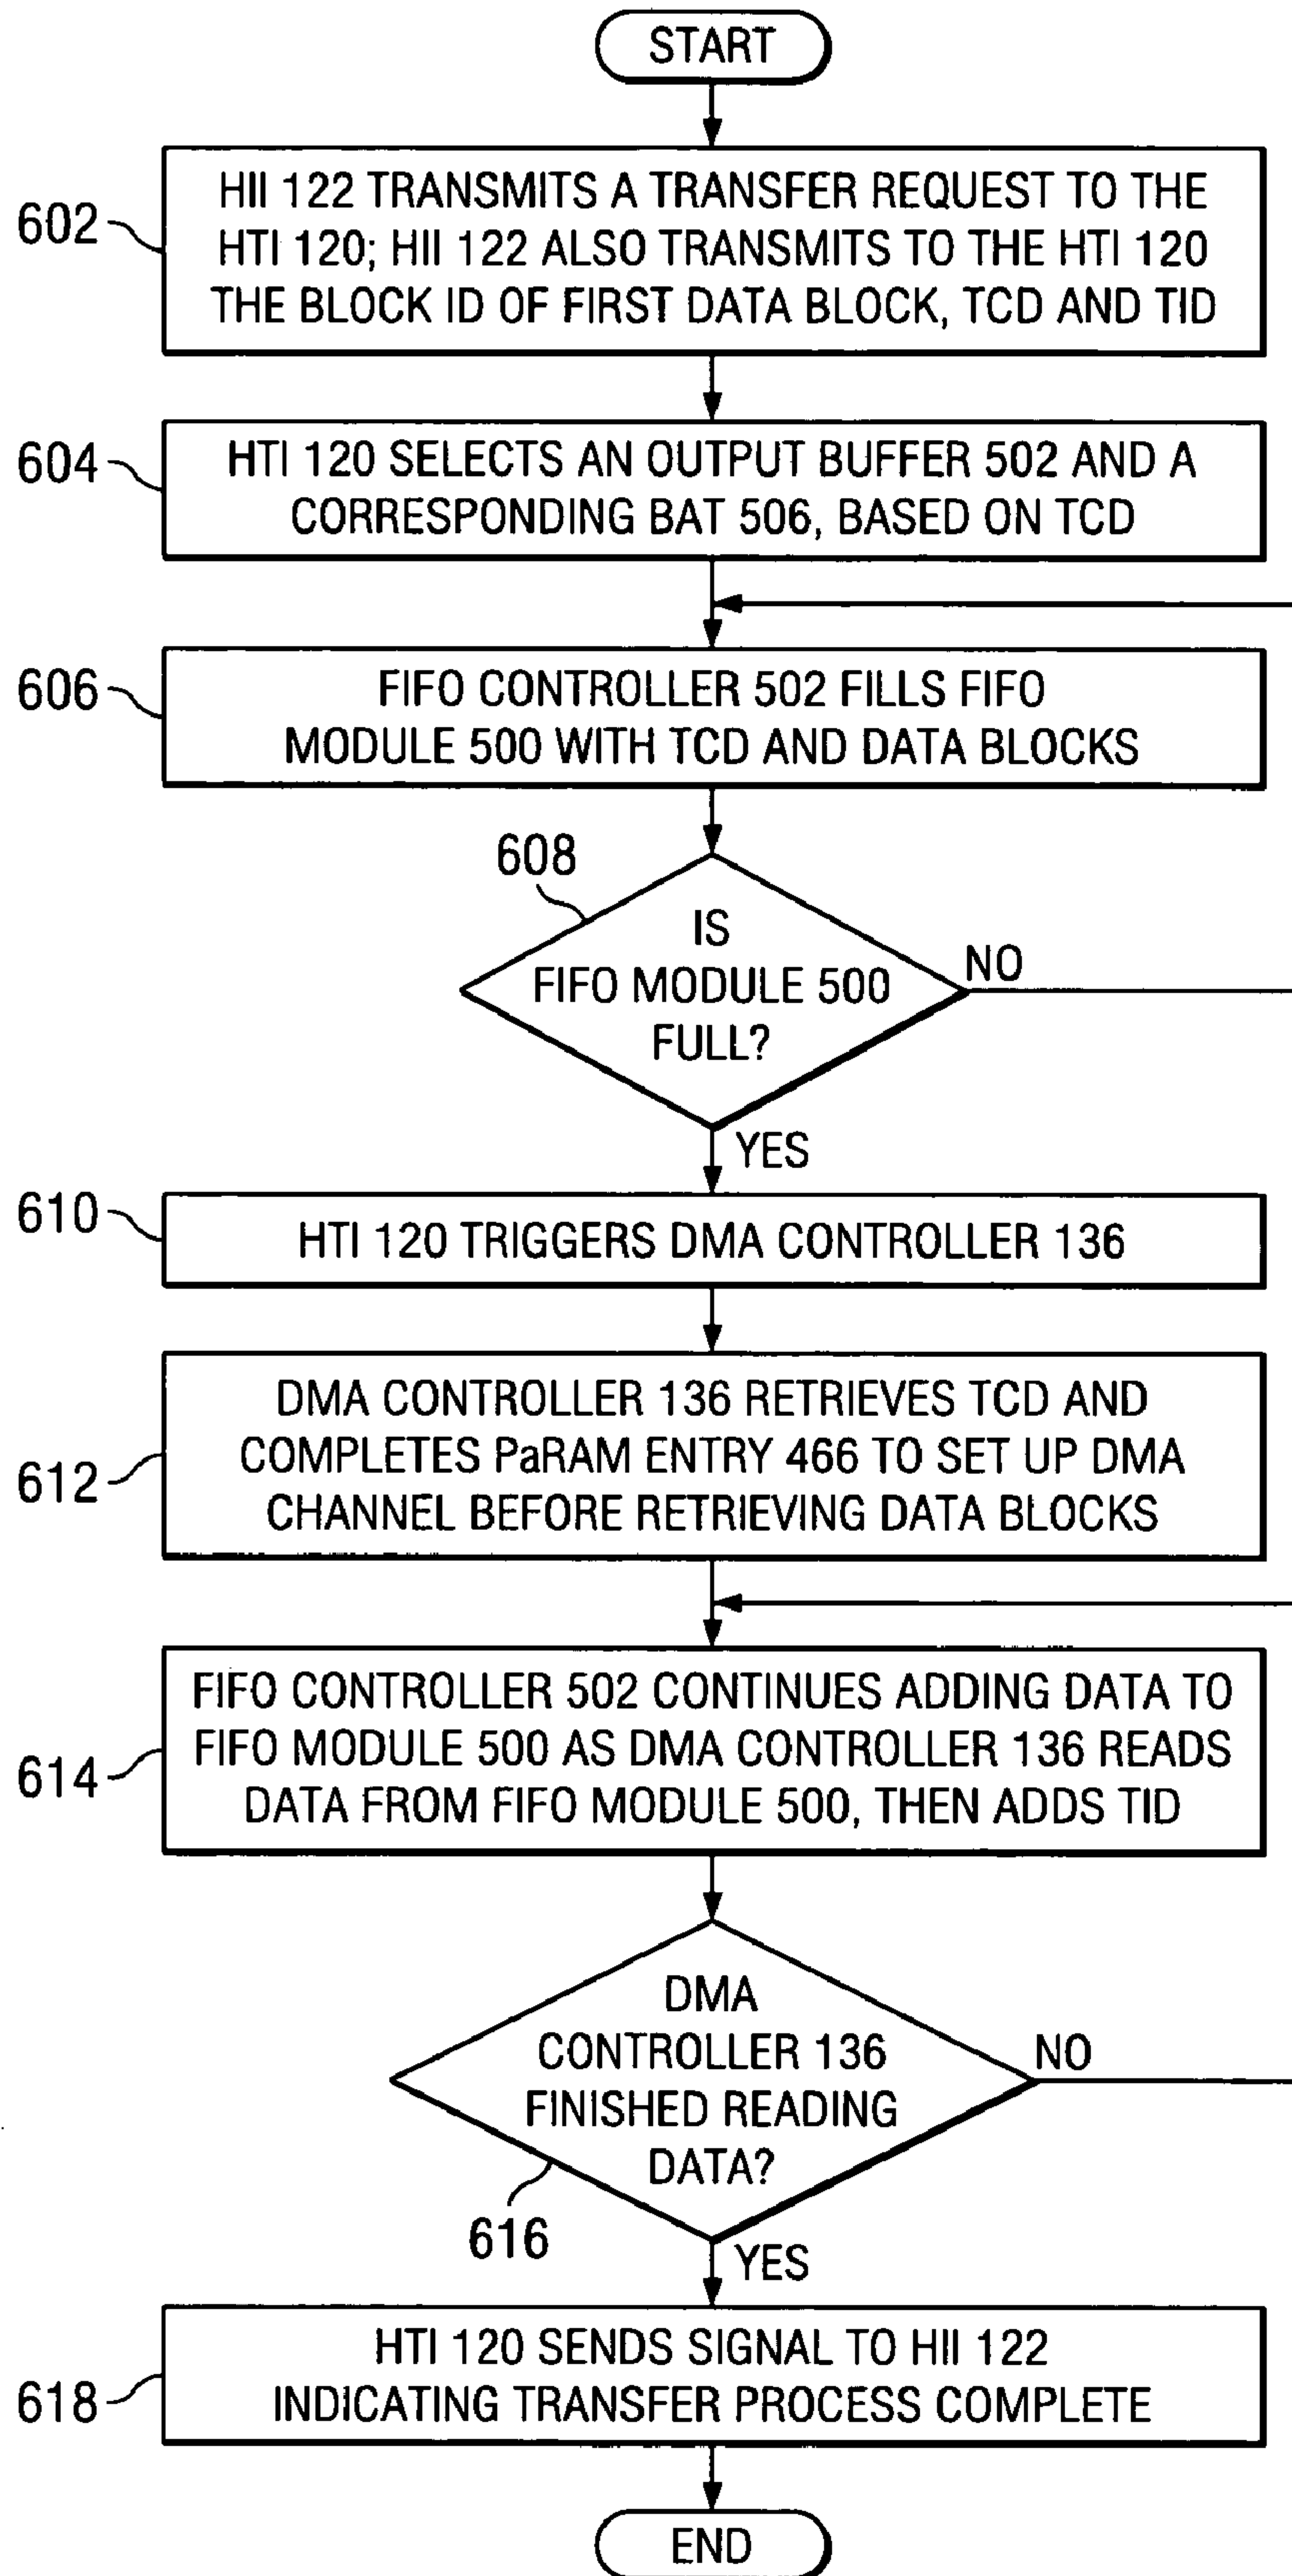 START
602
HII 122 TRANSMITS A TRANSFER REQUEST TO THE
HTI 120; HII 122 ALSO TRANSMITS TO THE HTI 120
THE BLOCK ID OF FIRST DATA BLOCK, TCD AND TID
604
HTI 120 SELECTS AN OUTPUT BUFFER 502 AND A
CORRESPONDING BAT 506, BASED ON TCD
606
FIFO CONTROLLER 502 FILLS FIFO
MODULE 500 WITH TCD AND DATA BLOCKS
608
IS
FIFO MODULE 500
FULL?
NO
YES
610
HTI 120 TRIGGERS DMA CONTROLLER 136
612
DMA CONTROLLER 136 RETRIEVES TCD AND
COMPLETES PaRAM ENTRY 466 TO SET UP DMA
CHANNEL BEFORE RETRIEVING DATA BLOCKS
614
FIFO CONTROLLER 502 CONTINUES ADDING DATA TO
FIFO MODULE 500 AS DMA CONTROLLER 136 READS
DATA FROM FIFO MODULE 500, THEN ADDS TID
DMA
CONTROLLER 136
FINISHED READING
DATA?
NO
616
YES
618
HTI 120 SENDS SIGNAL TO HII 122
INDICATING TRANSFER PROCESS COMPLETE
END